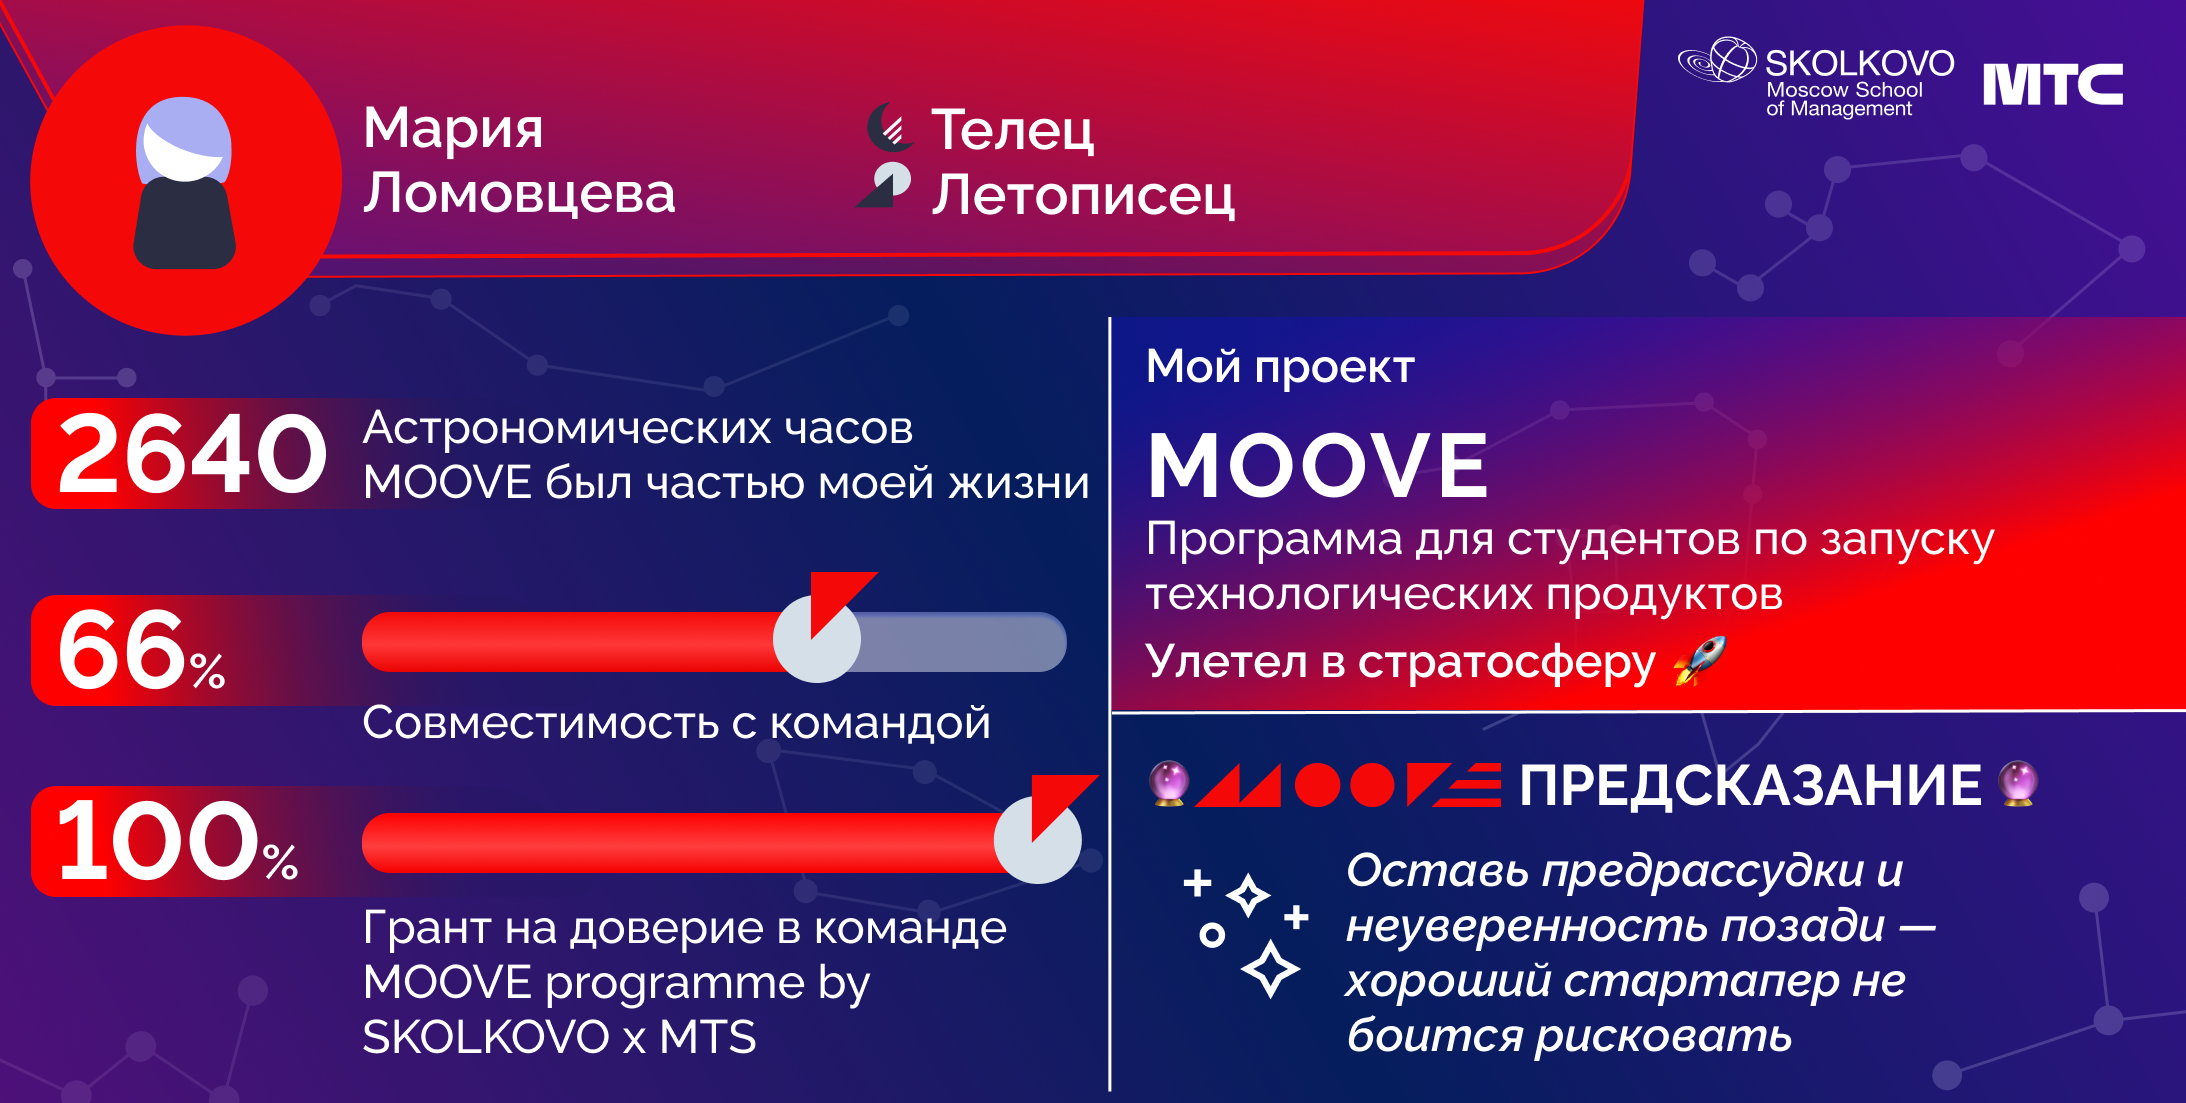 Мария
Ломовцева
Телец
Летописец
SKOLKOVO
Moscow School
of Management
МТС
2640
Астрономических часов
MOOVE был частью моей жизни
66%
Совместимость с командой
100%
Грант на доверие в команде
MOOVE programme by
SKOLKOVO x MTS
Мой проект
MOOVE
Программа для студентов по запуску
технологических продуктов
Улетел в стратосферу 🚀
🔮 MOOVE ПРЕДСКАЗАНИЕ 🔮
Оставь предрассудки и
неуверенность позади —
хороший стартапер не
боится рисковать